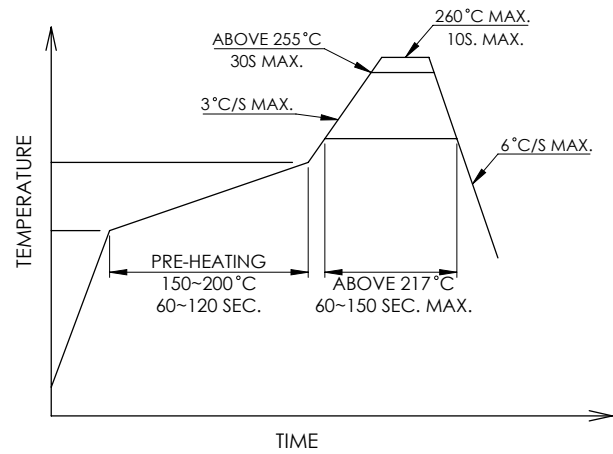 260°C MAX.
10S. MAX.
ABOVE 255°C
30S MAX.
3°C/S MAX.
6°C/S MAX.
TEMPERATURE
PRE-HEATING
150~200°C
60~120 SEC.
ABOVE 217°C
60~150 SEC. MAX.
TIME